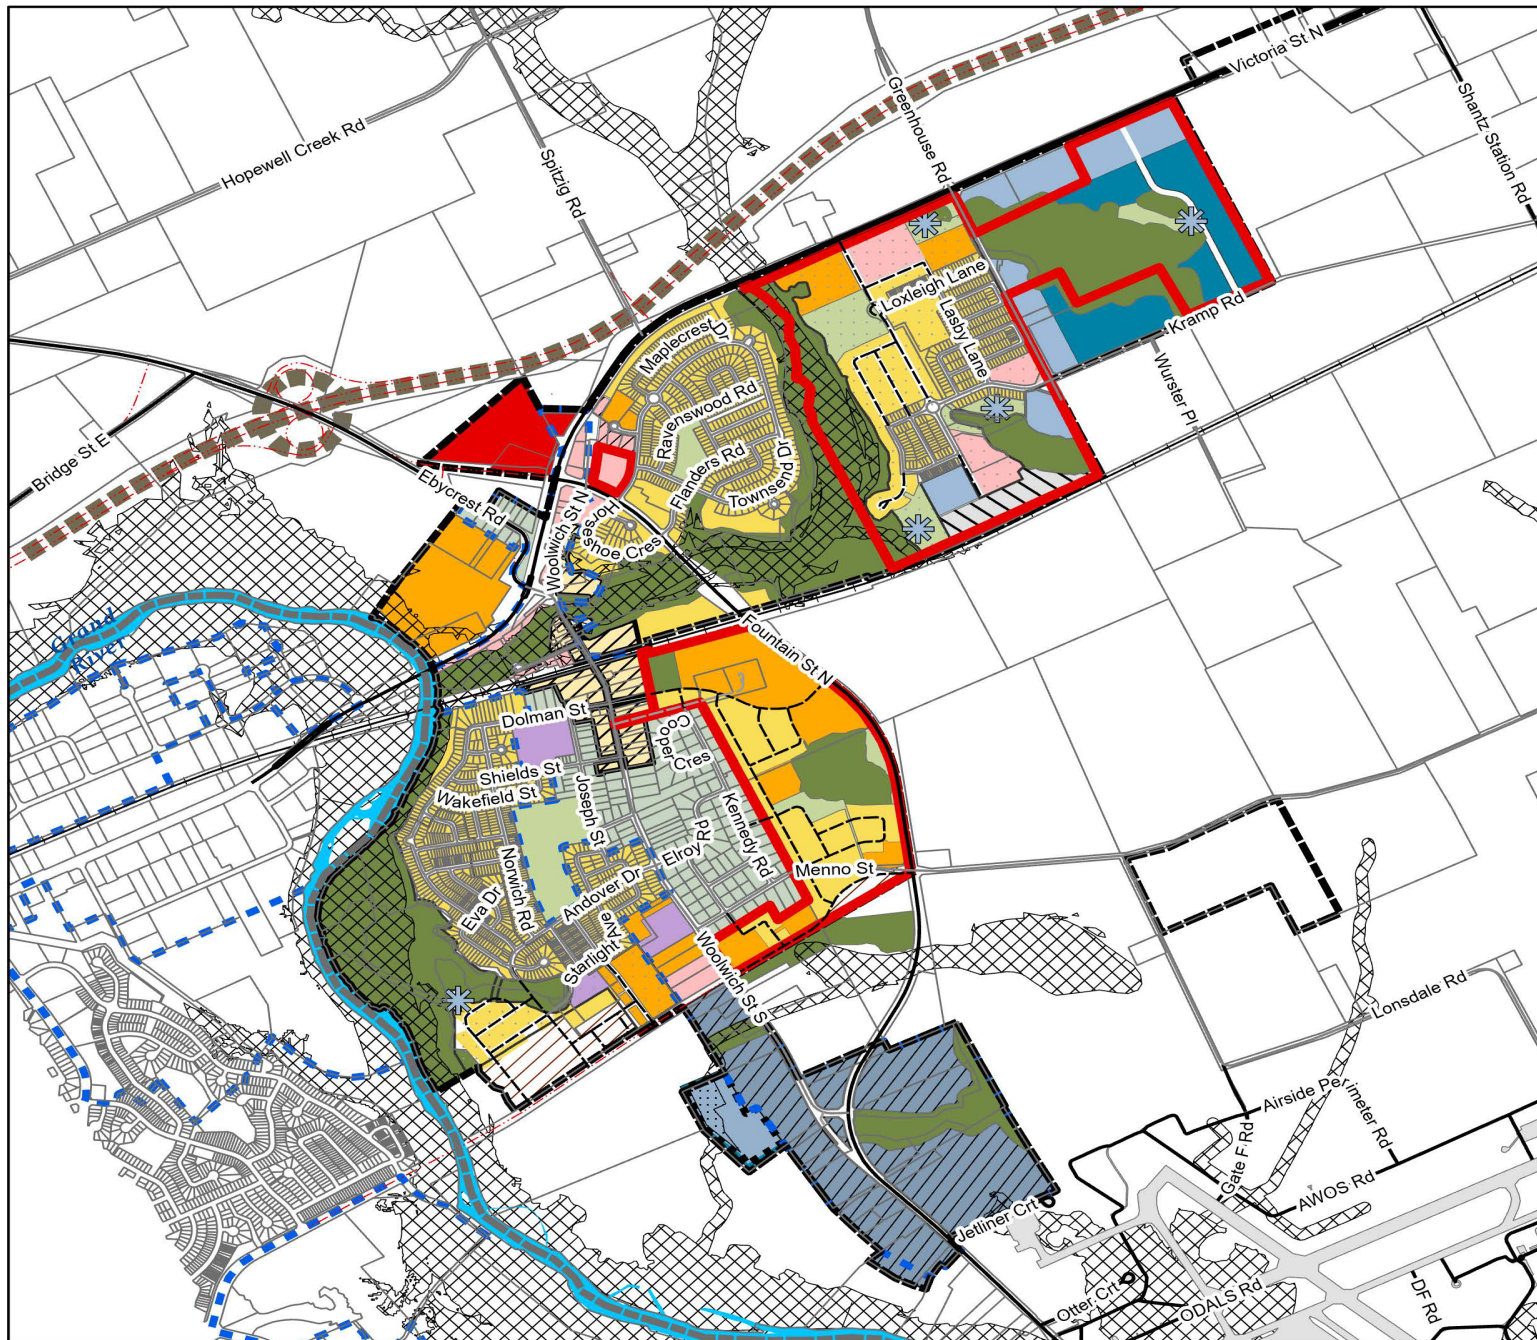 Victoria St N
Shantz Station Rd
Greenhouse Rd
Hopewell Creek Rd
Spitzig Rd
Loxleigh Lane
Lasby Lane
Kramp Rd
Wurster Pl
Maplecrest Dr
Ravenswood Rd
Flanders Rd
Townsend Dr
Bridge St E
Ebycrest Rd
Woolwich St N
Horseshoe Cres
Grand River
Fountain St N
Dolman St
Cooper Cres
Shields St
Wakefield St
Joseph St
Kennedy Rd
Elroy Rd
Menno St
Norwich Rd
Andover Dr
Eva Dr
Starlight Ave
Woolwich St S
Lonsdale Rd
Airside Perimeter Rd
Gate F Rd
AWOS Rd
Jetliner Crt
Otter Crt
ODALS Rd
DF Rd